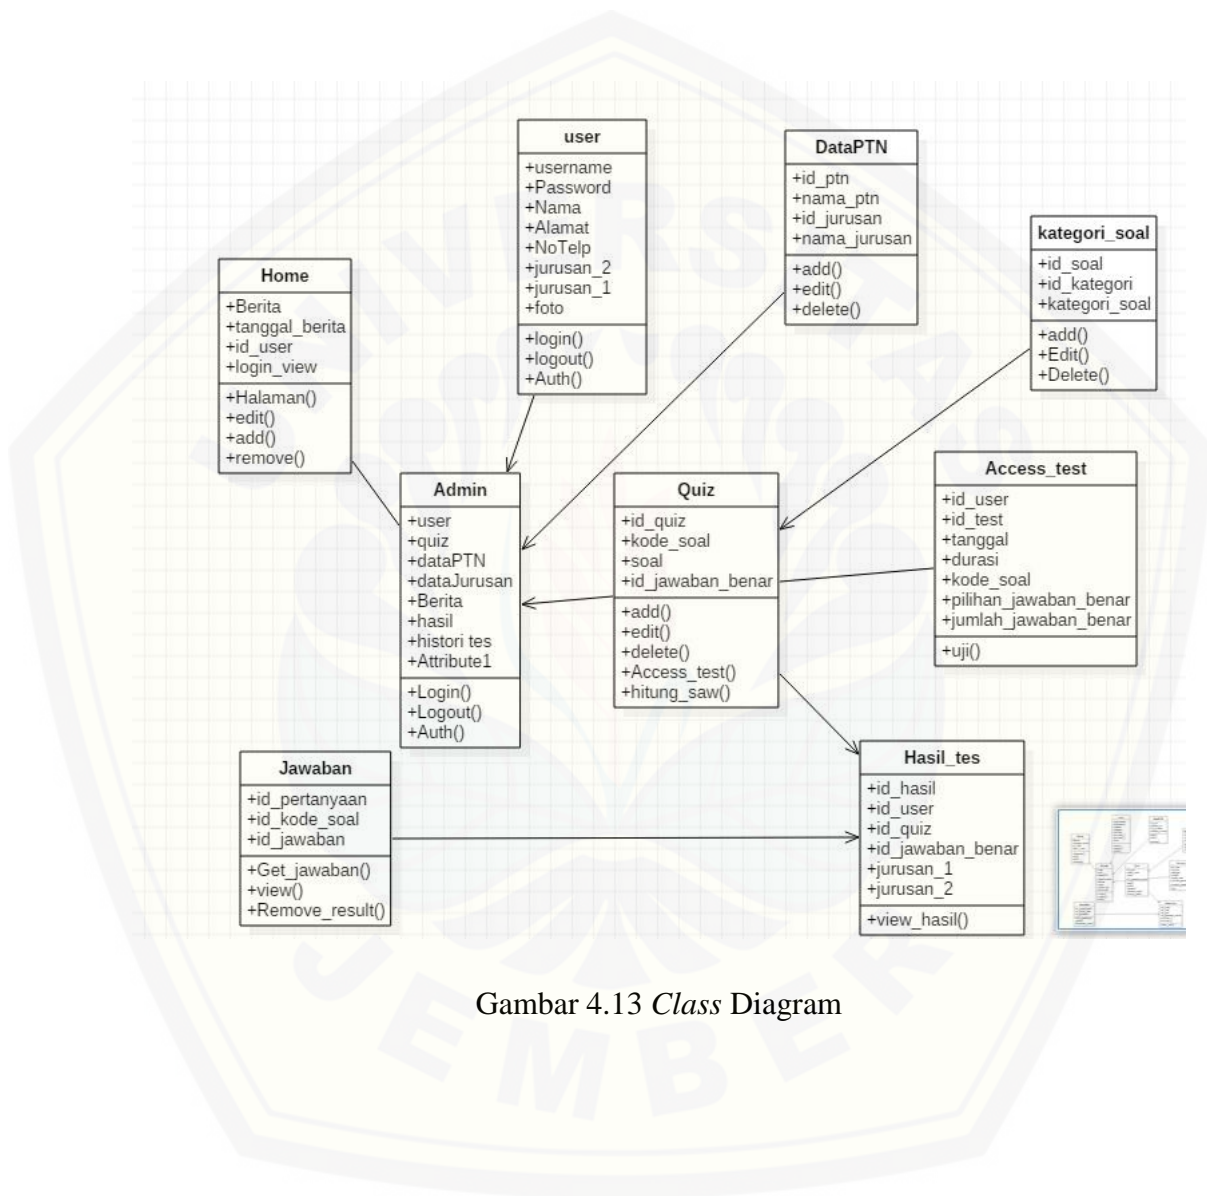 user
+username
+Password
+Nama
+Alamat
+NoTelp
+jurusan_2
+jurusan_1
+foto
+login()
+logout()
+Auth()
DataPTN
+id_ptn
+nama_ptn
+id_jurusan
+nama_jurusan
+add()
+edit()
+delete()
kategori_soal
+id_soal
+id_kategori
+kategori_soal
+add()
+Edit()
+Delete()
Home
+Berita
+tanggal_berita
+id_user
+login_view
+Halaman()
+edit()
+add()
+remove()
Admin
+user
+quiz
+dataPTN
+dataJurusan
+Berita
+hasil
+histori tes
+Attribute1
+Login()
+Logout()
+Auth()
Quiz
+id_quiz
+kode_soal
+soal
+id_jawaban_benar
+add()
+edit()
+delete()
+Access_test()
+hitung_saw()
Access_test
+id_user
+id_test
+tanggal
+durasi
+kode_soal
+pilihan_jawaban_benar
+jumlah_jawaban_benar
+uji()
Jawaban
+id_pertanyaan
+id_kode_soal
+id_jawaban
+Get_jawaban()
+view()
+Remove_result()
Hasil_tes
+id_hasil
+id_user
+id_quiz
+id_jawaban_benar
+jurusan_1
+jurusan_2
+view_hasil()
Gambar 4.13 Class Diagram
UNIVERSITAS
JEMBER